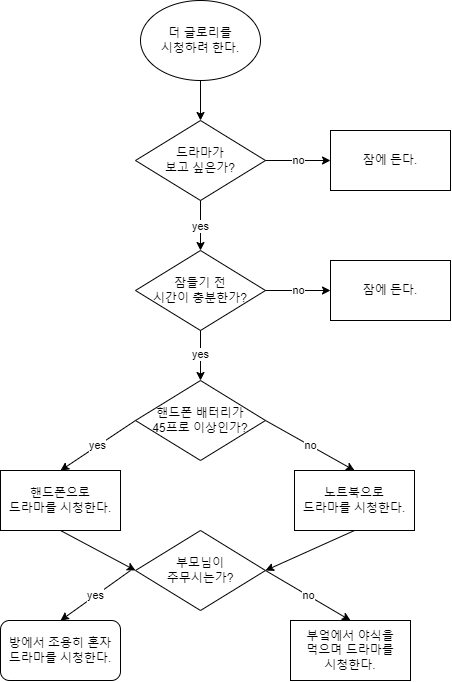 더 글로리를
시청하려 한다.
드라마가
보고 싶은가?
no
잠에 든다.
yes
잠들기 전
시간이 충분한가?
no
잠에 든다.
yes
핸드폰 배터리가
45프로 이상인가?
yes
no
핸드폰으로
드라마를 시청한다.
노트북으로
드라마를 시청한다.
부모님이
주무시는가?
yes
no
방에서 조용히 혼자
드라마를 시청한다.
부엌에서 야식을
먹으며 드라마를
시청한다.